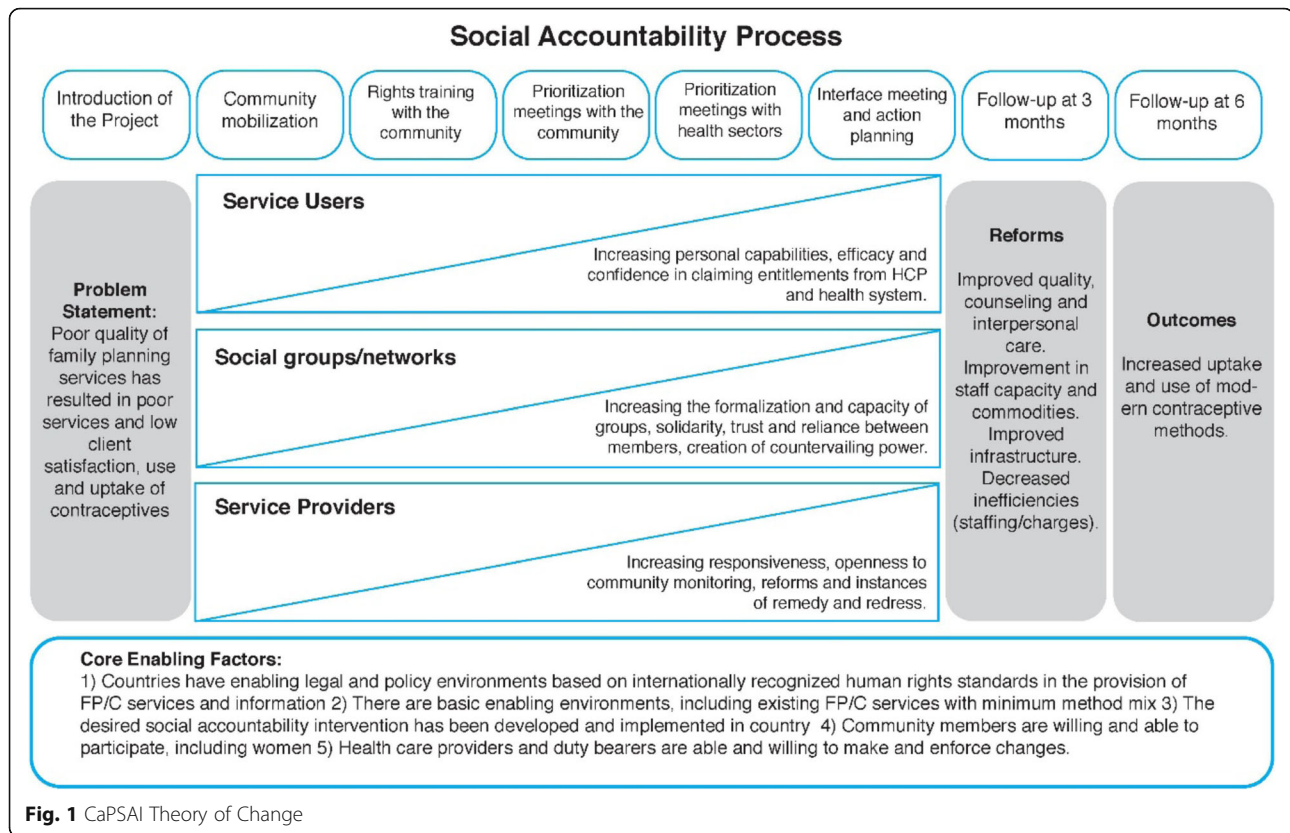 Social Accountability Process
Introduction of
the Project
Community
mobilization
Rights training
with the
community
Prioritization
meetings with the
community
Prioritization
meetings with
health sectors
Interface meeting
and action
planning
Follow-up at 3
months
Follow-up at 6
months
Problem
Statement:
Poor quality of
family planning
services has
resulted in poor
services and low
client
satisfaction, use
and uptake of
contraceptives
Service Users
Increasing personal capabilities, efficacy and
confidence in claiming entitlements from HCP
and health system.
Social groups/networks
Increasing the formalization and capacity of
groups, solidarity, trust and reliance between
members, creation of countervailing power.
Service Providers
Increasing responsiveness, openness to
community monitoring, reforms and instances
of remedy and redress.
Reforms
Improved quality,
counseling and
interpersonal
care.
Improvement in
staff capacity and
commodities.
Improved
infrastructure.
Decreased
inefficiencies
(staffing/charges).
Outcomes
Increased uptake
and use of mod-
ern contraceptive
methods.
Core Enabling Factors:
1) Countries have enabling legal and policy environments based on internationally recognized human rights standards in the provision of
FP/C services and information 2) There are basic enabling environments, including existing FP/C services with minimum method mix 3) The
desired social accountability intervention has been developed and implemented in country 4) Community members are willing and able to
participate, including women 5) Health care providers and duty bearers are able and willing to make and enforce changes.
Fig. 1 CaPSAI Theory of Change